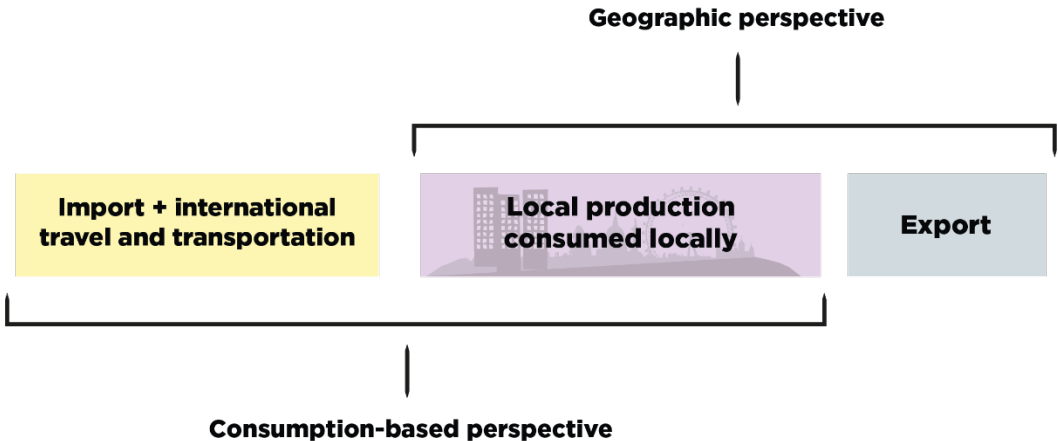 Geographic perspective
Import + international
travel and transportation
Local production
consumed locally
Export
Consumption-based perspective